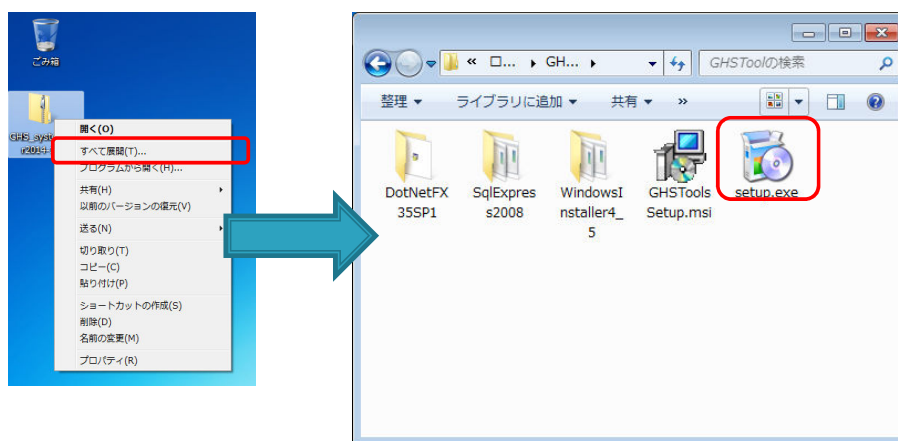 ごみ箱
GHS_syst
r2014-
開く(O)
すべて展開(T)...
プログラムから開く(H)...
共有(H)
以前のバージョンの復元(V)
送る(N)
切り取り(T)
コピー(C)
貼り付け(P)
ショートカットの作成(S)
削除(D)
名前の変更(M)
プロパティ(R)
« ロ... GH...
GHSToolの検索
整理 ライブラリに追加 共有 »
DotNetFX
35SP1
SqlExpres
s2008
WindowsI
nstaller4_
5
GHSTools
Setup.msi
setup.exe